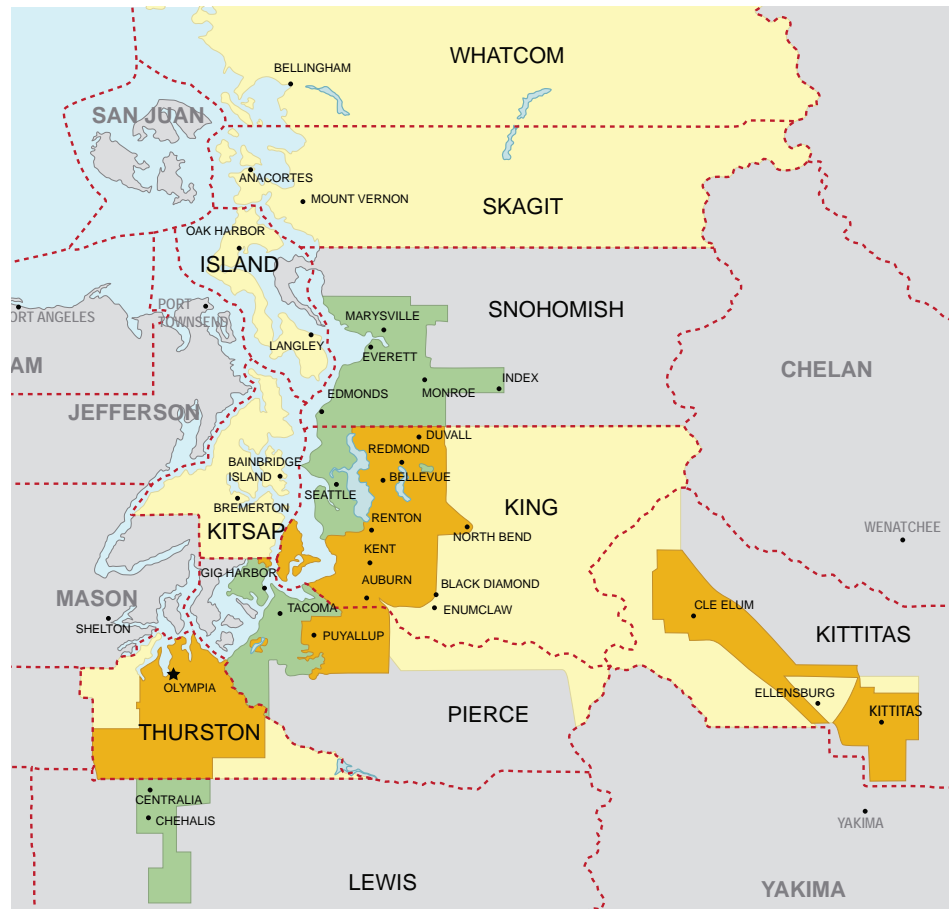 WHATCOM
BELLINGHAM
SAN JUAN
ANACORTES
MOUNT VERNON
SKAGIT
OAK HARBOR
ISLAND
SNOHOMISH
PORT
TOWNSEND
ORT ANGELES
MARYSVILLE
LANGLEY
EVERETT
AM
CHELAN
INDEX
MONROE
EDMONDS
JEFFERSON
DUVALL
REDMOND
BAINBRIDGE
ISLAND
BELLEVUE
SEATTLE
BREMERTON
KING
RENTON
KITSAP
NORTH BEND
WENATCHEE
KENT
GIG HARBOR
AUBURN
BLACK DIAMOND
MASON
TACOMA
ENUMCLAW
CLE ELUM
SHELTON
PUYALLUP
KITTITAS
OLYMPIA
ELLENSBURG
PIERCE
KITTITAS
THURSTON
CENTRALIA
CHEHALIS
YAKIMA
LEWIS
YAKIMA